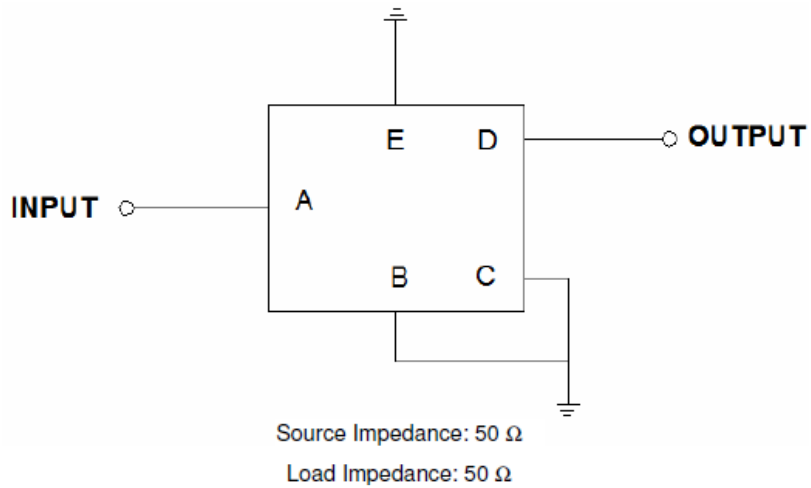 E D OUTPUT
INPUT A
B C
Source Impedance: 50 Ω
Load Impedance: 50 Ω